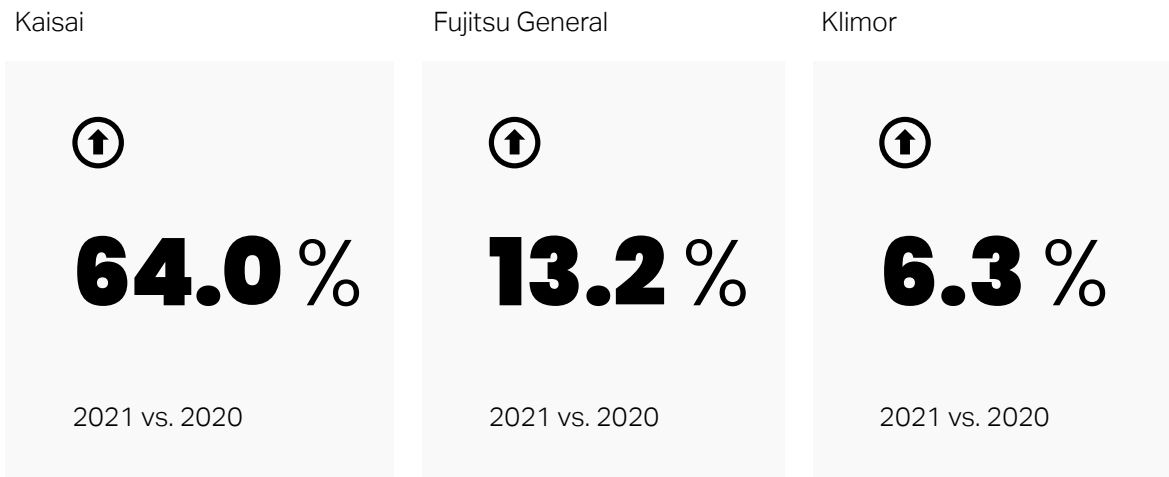 Kaisai
64.0 %
2021 vs. 2020
Fujitsu General
13.2 %
2021 vs. 2020
Klimor
6.3 %
2021 vs. 2020